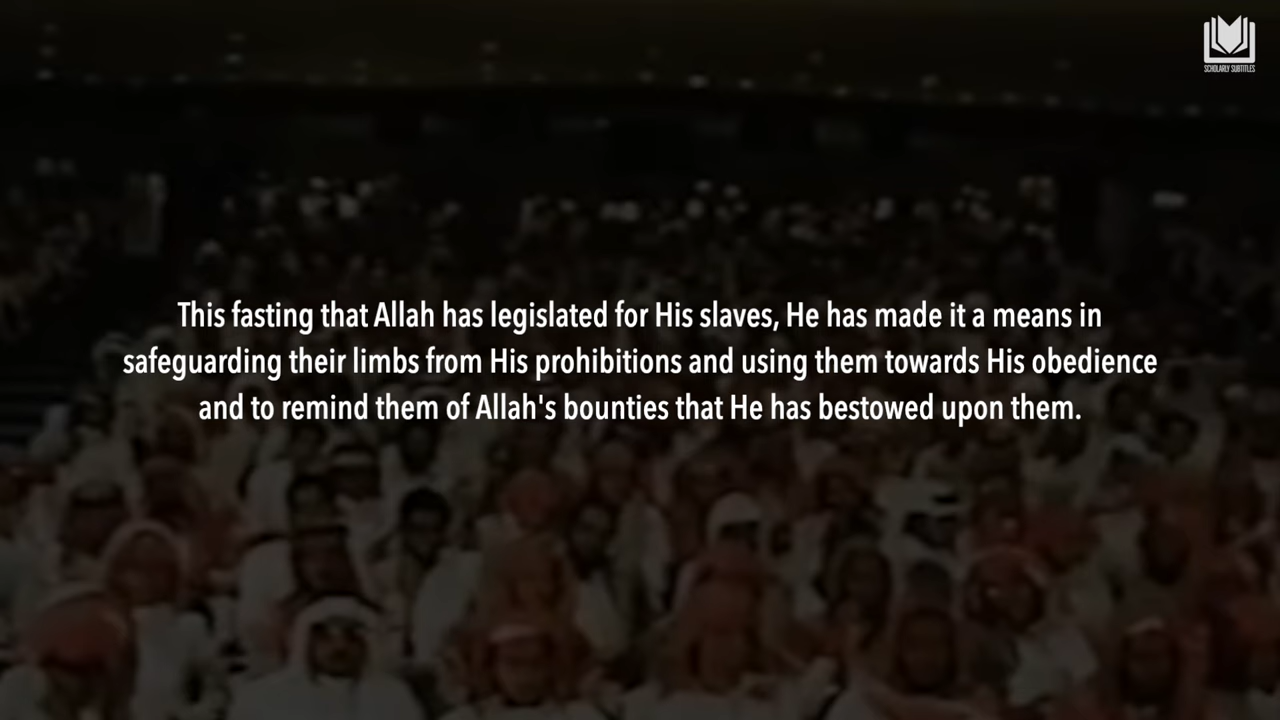 SCHOLARLY SUBTITLES
This fasting that Allah has legislated for His slaves, He has made it a means in
safeguarding their limbs from His prohibitions and using them towards His obedience
and to remind them of Allah's bounties that He has bestowed upon them.